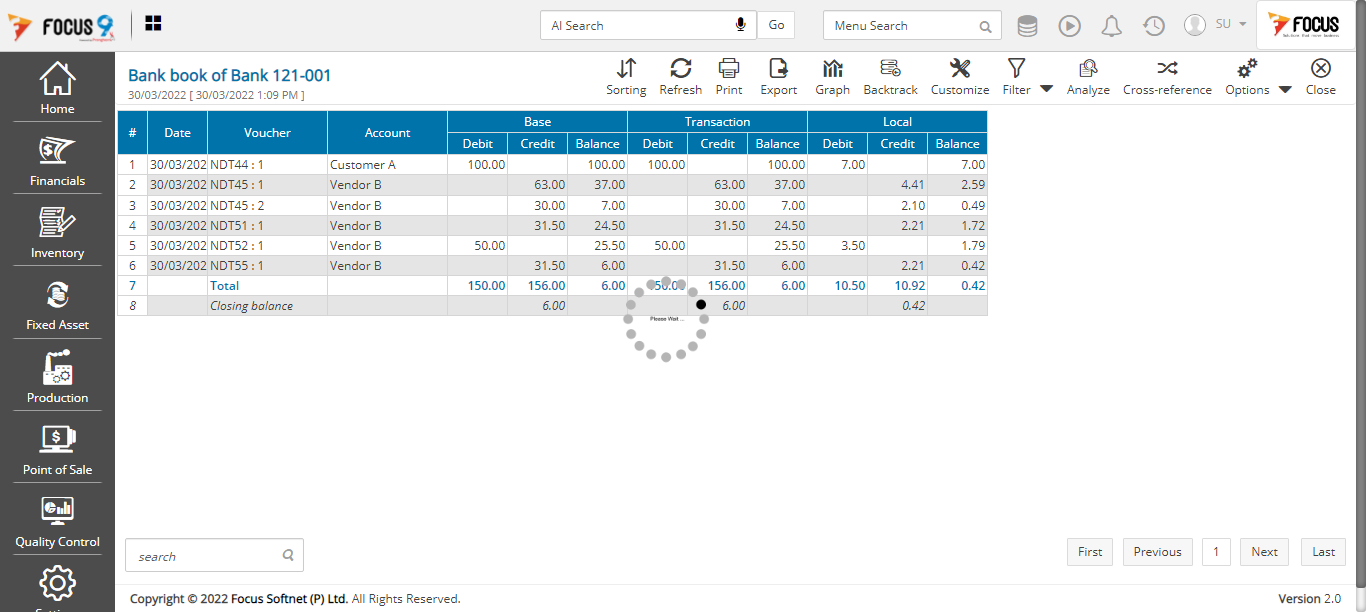 FOCUS 9
AI Search
Go
Menu Search
SU
FOCUS
Home
Financials
Inventory
Fixed Asset
Production
Point of Sale
Quality Control
Bank book of Bank 121-001
30/03/2022 [ 30/03/2022 1:09 PM ]
Sorting Refresh Print Export Graph Backtrack Customize Filter Analyze Cross-reference Options Close
# Date Voucher Account Base Transaction Local
Debit Credit Balance Debit Credit Balance Debit Credit Balance
1 30/03/202 NDT44 : 1 Customer A 100.00 100.00 100.00 100.00 7.00 7.00
2 30/03/202 NDT45 : 1 Vendor B 63.00 37.00 63.00 37.00 4.41 2.59
3 30/03/202 NDT45 : 2 Vendor B 30.00 7.00 30.00 7.00 2.10 0.49
4 30/03/202 NDT51 : 1 Vendor B 31.50 24.50 31.50 24.50 2.21 1.72
5 30/03/202 NDT52 : 1 Vendor B 50.00 25.50 50.00 25.50 3.50 1.79
6 30/03/202 NDT55 : 1 Vendor B 31.50 6.00 31.50 6.00 2.21 0.42
7 Total 150.00 156.00 6.00 150.00 156.00 6.00 10.50 10.92 0.42
8 Closing balance 6.00 6.00 0.42
Please Wait ...
search
First Previous 1 Next Last
Copyright © 2022 Focus Softnet (P) Ltd. All Rights Reserved.
Version 2.0